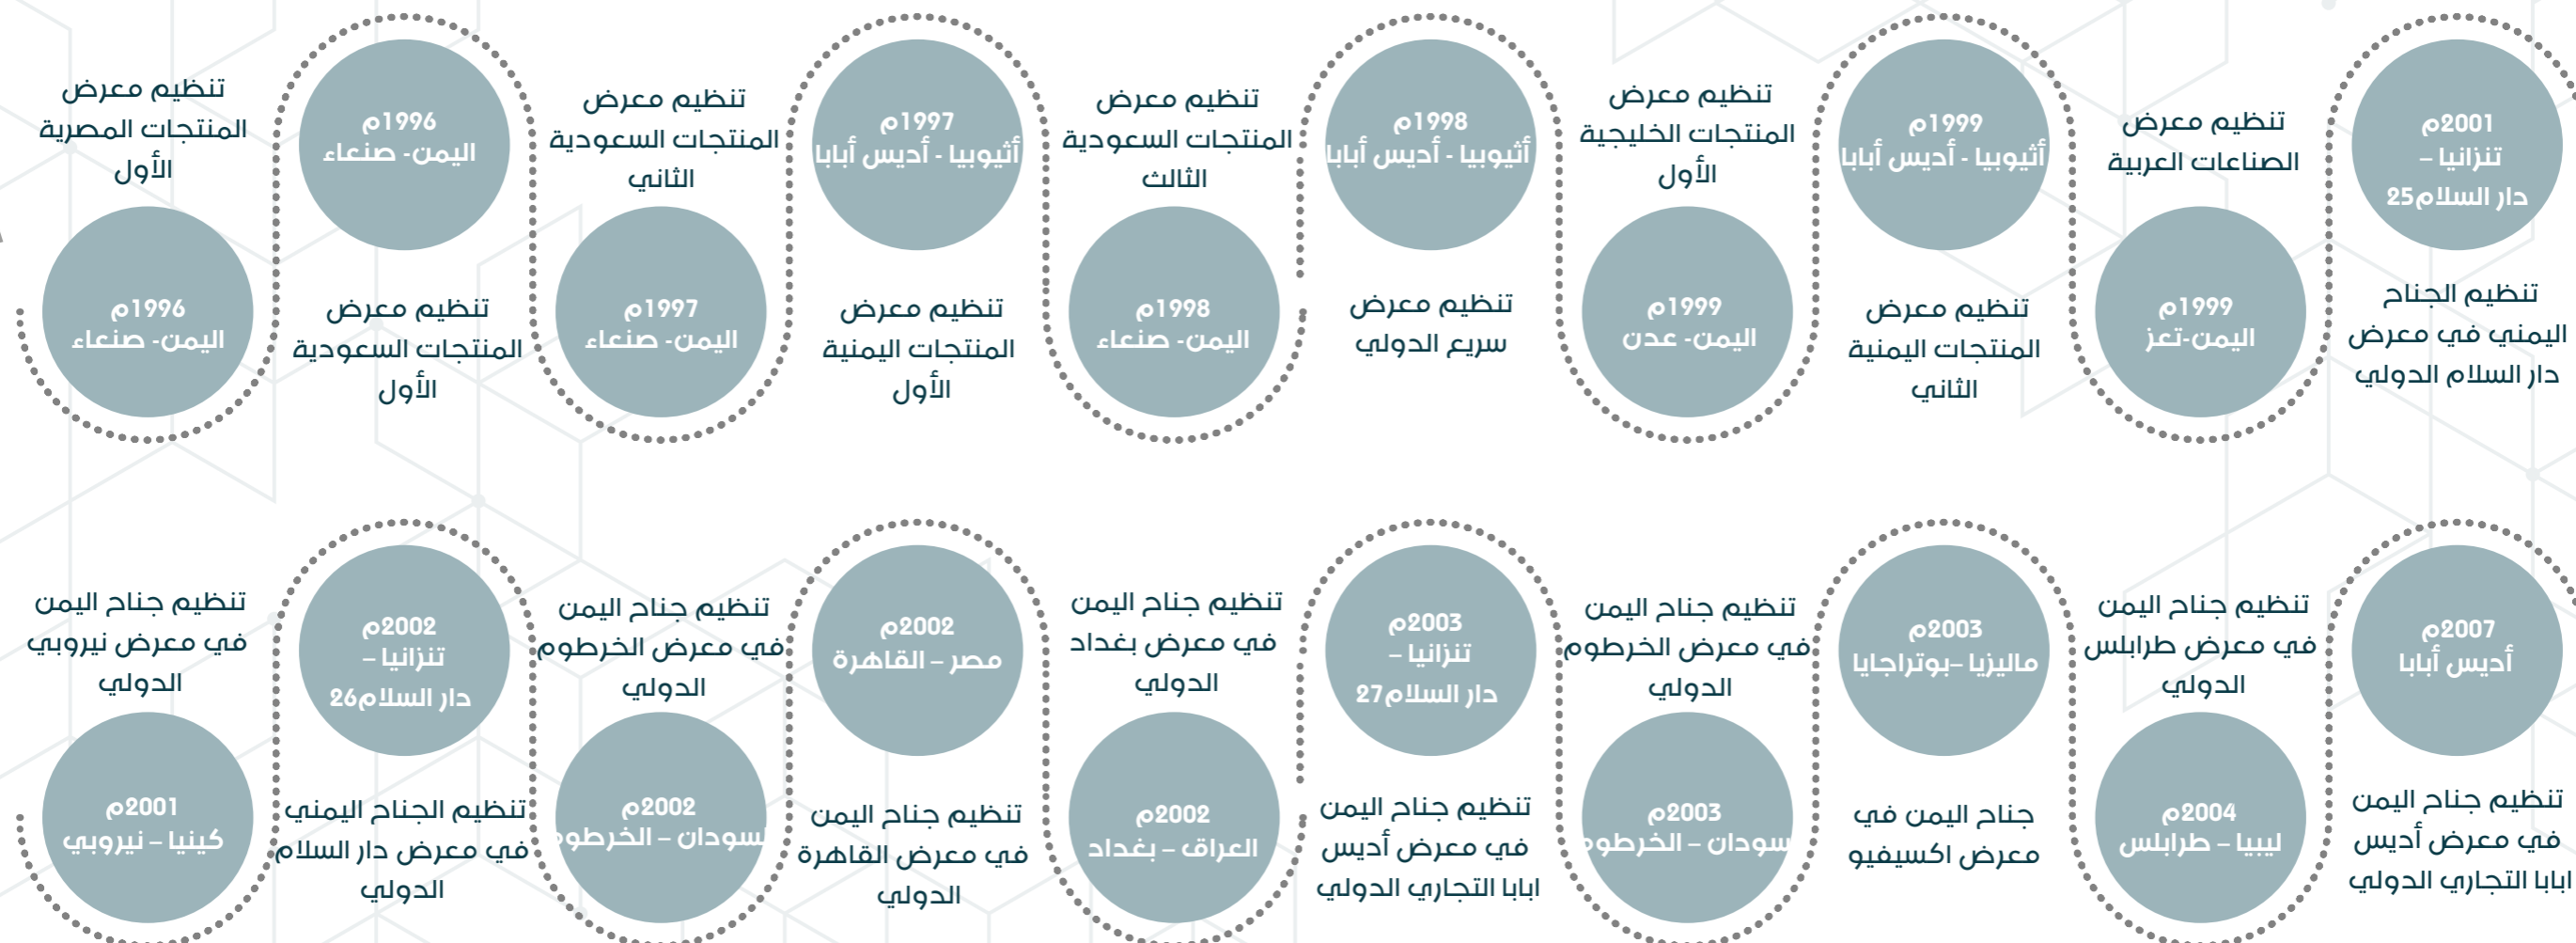 تنظيم معرض
المنتجات المصرية
الأول
1996م
اليمن- صنعاء
1996م
اليمن- صنعاء
تنظيم معرض
المنتجات السعودية
الأول
تنظيم معرض
المنتجات السعودية
الثاني
1997م
اليمن- صنعاء
1997م
أثيوبيا - أديس أبابا
تنظيم معرض
المنتجات اليمنية
الأول
تنظيم معرض
المنتجات السعودية
الثالث
1998م
اليمن- صنعاء
1998م
أثيوبيا - أديس أبابا
تنظيم معرض
سريع الدولي
تنظيم معرض
المنتجات الخليجية
الأول
1999م
اليمن- عدن
1999م
أثيوبيا - أديس أبابا
تنظيم معرض
المنتجات اليمنية
الثاني
تنظيم معرض
الصناعات العربية
1999م
اليمن-تعز
2001م
تنزانيا –
دار السلام25
تنظيم الجناح
اليمني في معرض
دار السلام الدولي
تنظيم جناح اليمن
في معرض نيروبي
الدولي
2001م
كينيا – نيروبي
2002م
تنزانيا –
دار السلام26
تنظيم الجناح اليمني
في معرض دار السلام
الدولي
تنظيم جناح اليمن
في معرض الخرطوم
الدولي
2002م
لسودان – الخرطوم
2002م
مصر – القاهرة
تنظيم جناح اليمن
في معرض القاهرة
الدولي
تنظيم جناح اليمن
في معرض بغداد
الدولي
2002م
العراق – بغداد
2003م
تنزانيا –
دار السلام27
تنظيم جناح اليمن
في معرض أديس
ابابا التجاري الدولي
تنظيم جناح اليمن
في معرض الخرطوم
الدولي
2003م
سودان – الخرطوم
2003م
ماليزيا –بوتراجايا
جناح اليمن في
معرض اكسيفيو
تنظيم جناح اليمن
في معرض طرابلس
الدولي
2004م
ليبيا – طرابلس
2007م
أديس أبابا
تنظيم جناح اليمن
في معرض أديس
ابابا التجاري الدولي